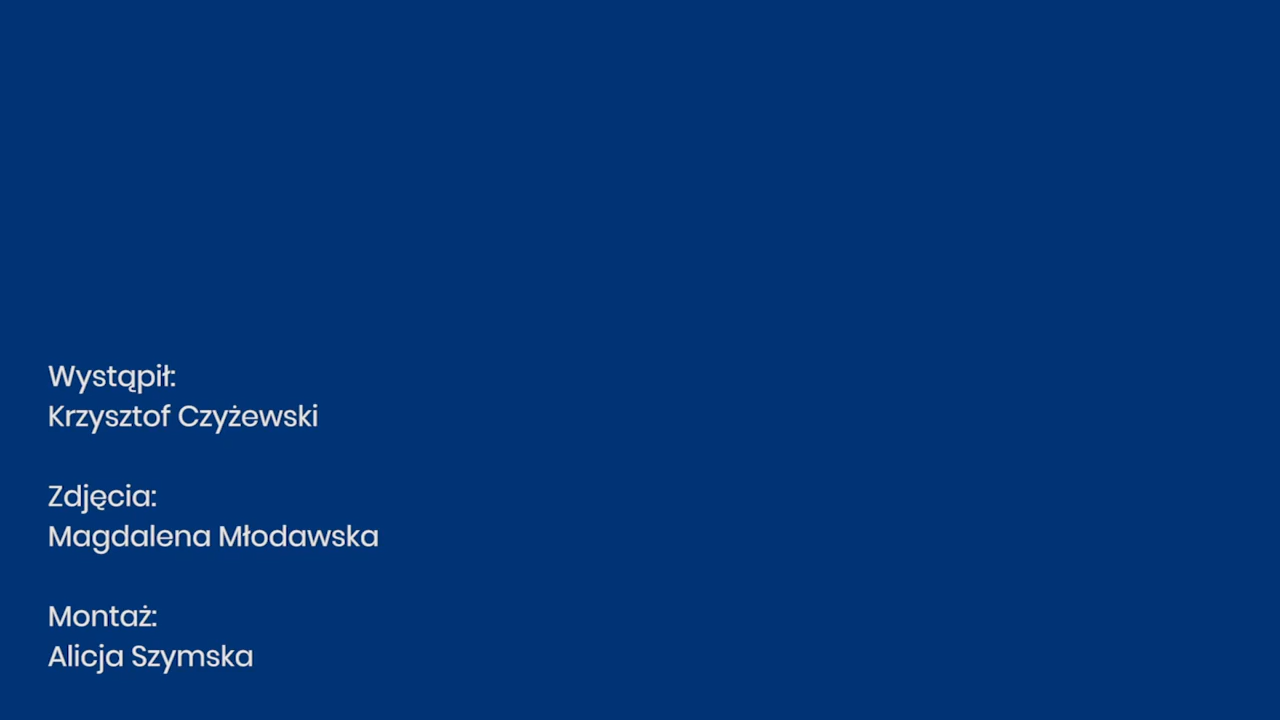 Wystąpił:
Krzysztof Czyżewski
Zdjęcia:
Magdalena Młodawska
Montaż:
Alicja Szymska